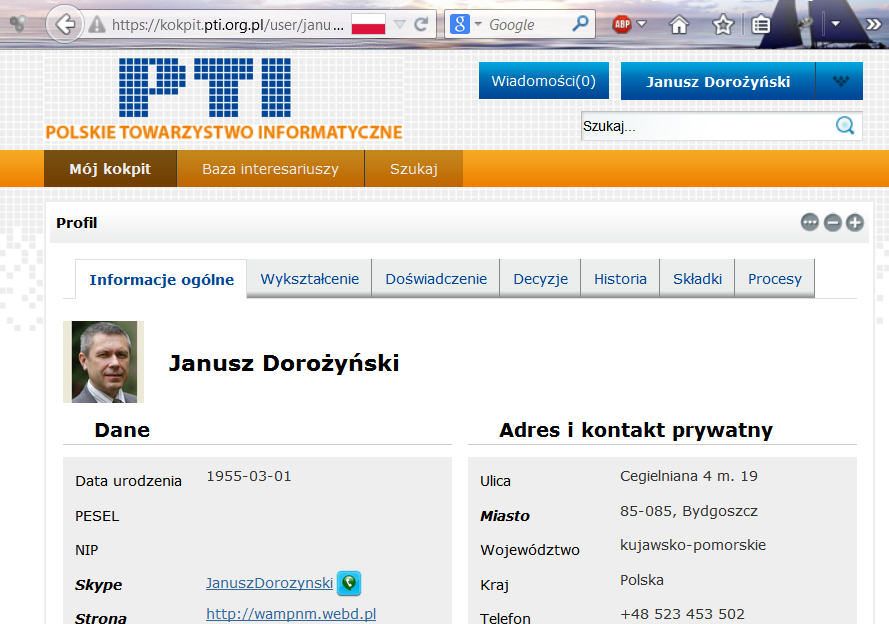 https://kokpit.pti.org.pl/user/janu...
8 Google
ABP
PTI
POLSKIE TOWARZYSTWO INFORMATYCZNE
Wiadomości(0)
Janusz Dorożyński
Szukaj...
Mój kokpit
Baza interesariuszy
Szukaj
Profil
Informacje ogólne
Wykształcenie
Doświadczenie
Decyzje
Historia
Składki
Procesy
Janusz Dorożyński
Dane
Data urodzenia 1955-03-01
PESEL
NIP
Skype JanuszDorozynski
Strona http://wampnm.webd.pl
Adres i kontakt prywatny
Ulica Cegielniana 4 m. 19
Miasto 85-085, Bydgoszcz
Województwo kujawsko-pomorskie
Kraj Polska
Telefon +48 523 453 502